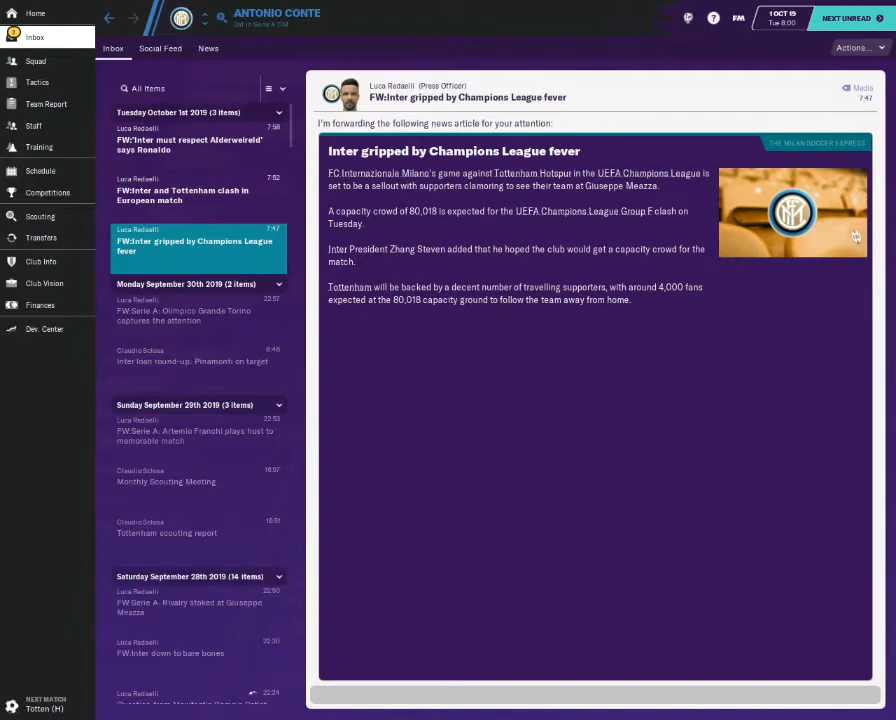 Home
Inbox
Squad
Tactics
Team Report
Staff
Training
Schedule
Competitions
Scouting
Transfers
Club Info
Club Vision
Finances
Dev. Center
NEXT MATCH
Totten (H)
ANTONIO CONTE
3rd in Serie A TIM
FM
1 OCT 19
Tue 8:00
NEXT UNREAD
Inbox Social Feed News
Actions...
All Items
Tuesday October 1st 2019 (3 items)
Luca Redaelli 7:58
FW:'Inter must respect Alderweireld'
says Ronaldo
Luca Redaelli 7:52
FW:Inter and Tottenham clash in
European match
Luca Redaelli 7:47
FW:Inter gripped by Champions League
fever
Monday September 30th 2019 (2 items)
Luca Redaelli 22:57
FW:Serie A: Olimpico Grande Torino
captures the attention
Claudio Sclosa 8:48
Inter loan round-up: Pinamonti on target
Sunday September 29th 2019 (3 items)
Luca Redaelli 22:53
FW:Serie A: Artemio Franchi plays host to
memorable match
Claudio Sclosa 16:57
Monthly Scouting Meeting
Claudio Sclosa 16:51
Tottenham scouting report
Saturday September 28th 2019 (14 items)
Luca Redaelli 22:50
FW:Serie A: Rivalry stoked at Giuseppe
Meazza
Luca Redaelli 22:30
FW:Inter down to bare bones
Luca Redaelli 22:24
Luca Redaelli (Press Officer)
FW:Inter gripped by Champions League fever
Media
7:47
I'm forwarding the following news article for your attention:
THE MILAN SOCCER EXPRESS
Inter gripped by Champions League fever
FC Internazionale Milano's game against Tottenham Hotspur in the UEFA Champions League is
set to be a sellout with supporters clamoring to see their team at Giuseppe Meazza.
A capacity crowd of 80,018 is expected for the UEFA Champions League Group F clash on
Tuesday.
Inter President Zhang Steven added that he hoped the club would get a capacity crowd for the
match.
Tottenham will be backed by a decent number of travelling supporters, with around 4,000 fans
expected at the 80,018 capacity ground to follow the team away from home.